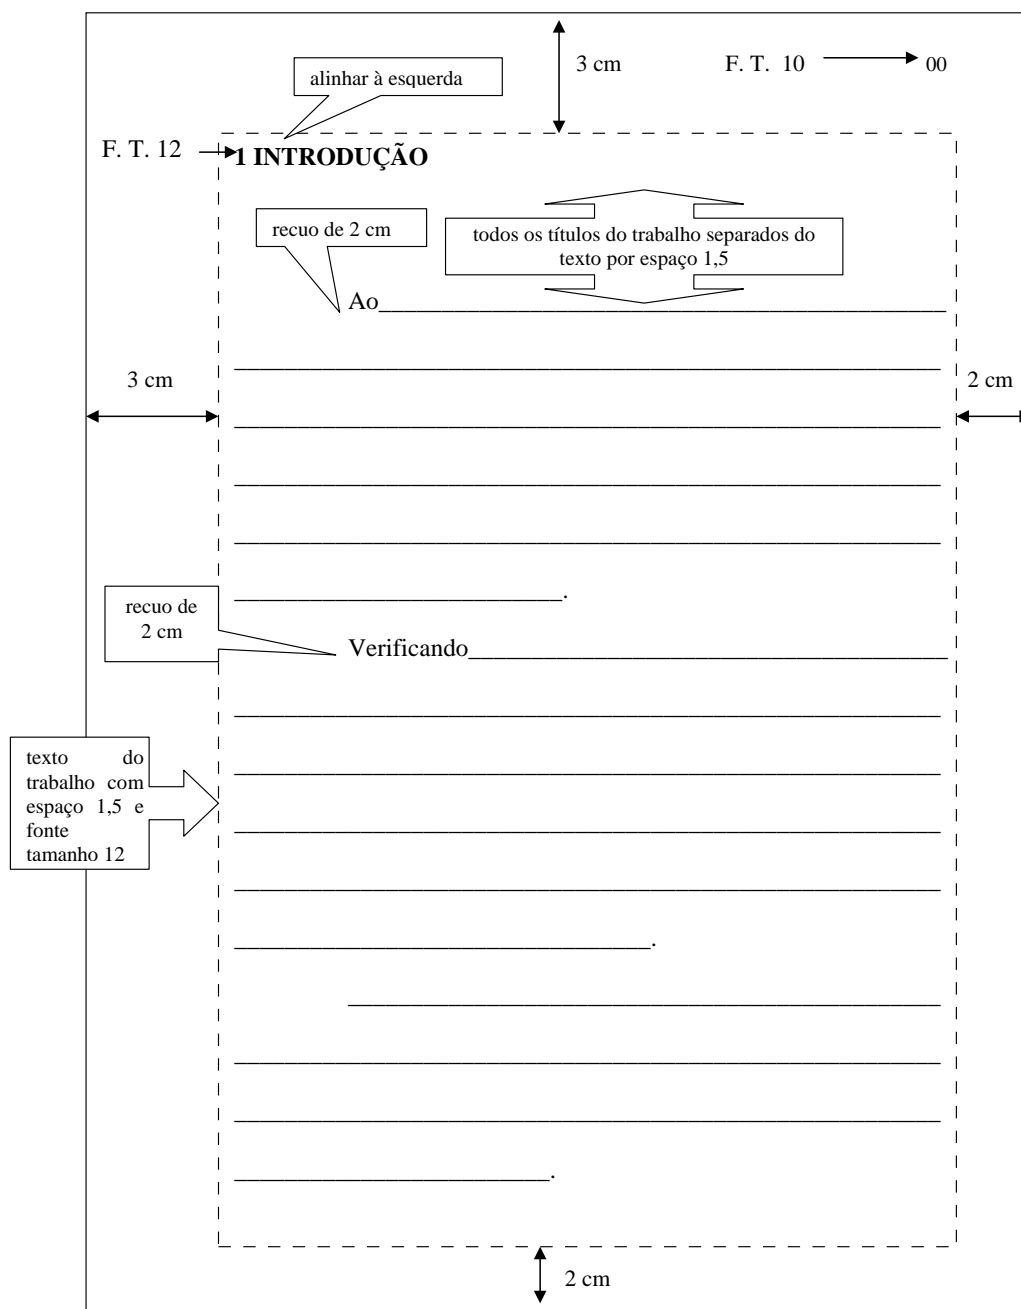 3 cm
F. T. 10
00
alinhar à esquerda
F. T. 12
1 INTRODUÇÃO
recuo de 2 cm
todos os títulos do trabalho separados do
texto por espaço 1,5
Ao
3 cm
2 cm
recuo de
2 cm
Verificando
texto do
trabalho com
espaço 1,5 e
fonte
tamanho 12
2 cm